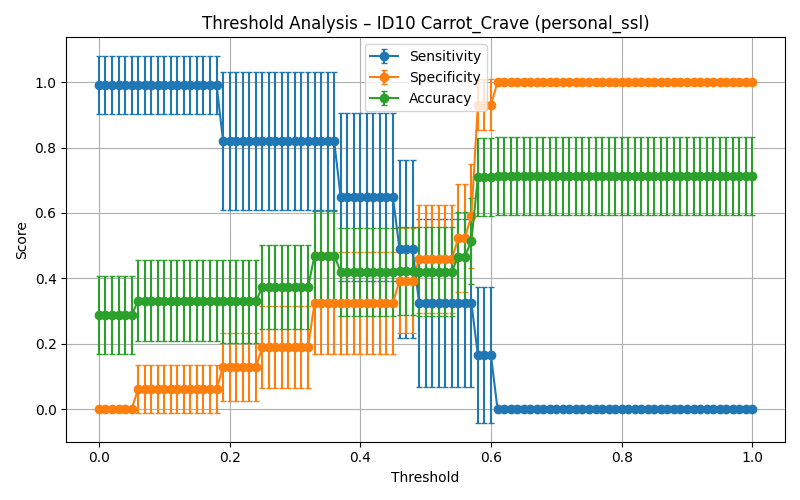 Threshold Analysis – ID10 Carrot_Crave (personal_ssl)
Sensitivity
Specificity
Accuracy
Score
1.0
0.8
0.6
0.4
0.2
0.0
0.0 0.2 0.4 0.6 0.8 1.0
Threshold